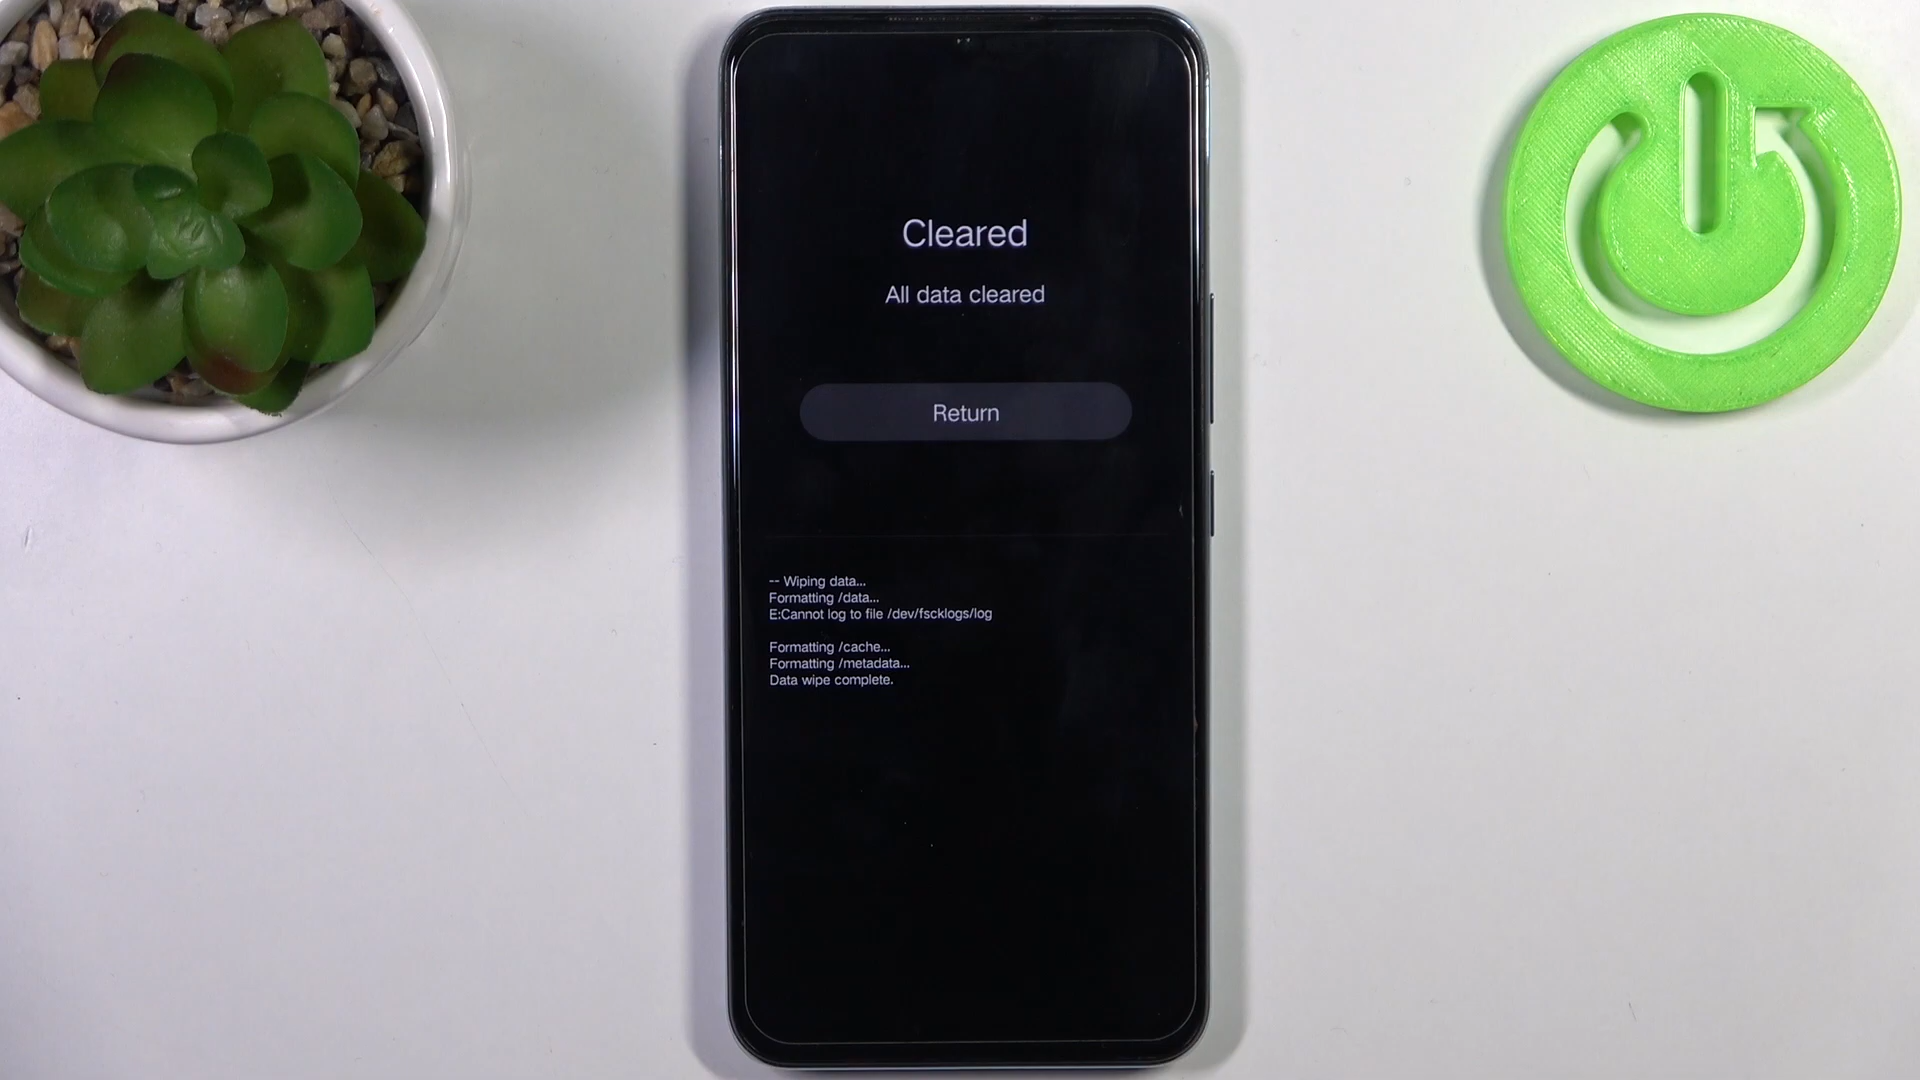 Cleared
All data cleared
Return
-- Wiping data...
Formatting /data...
E:Cannot log to file /dev/fscklogs/log
Formatting /cache...
Formatting /metadata...
Data wipe complete.